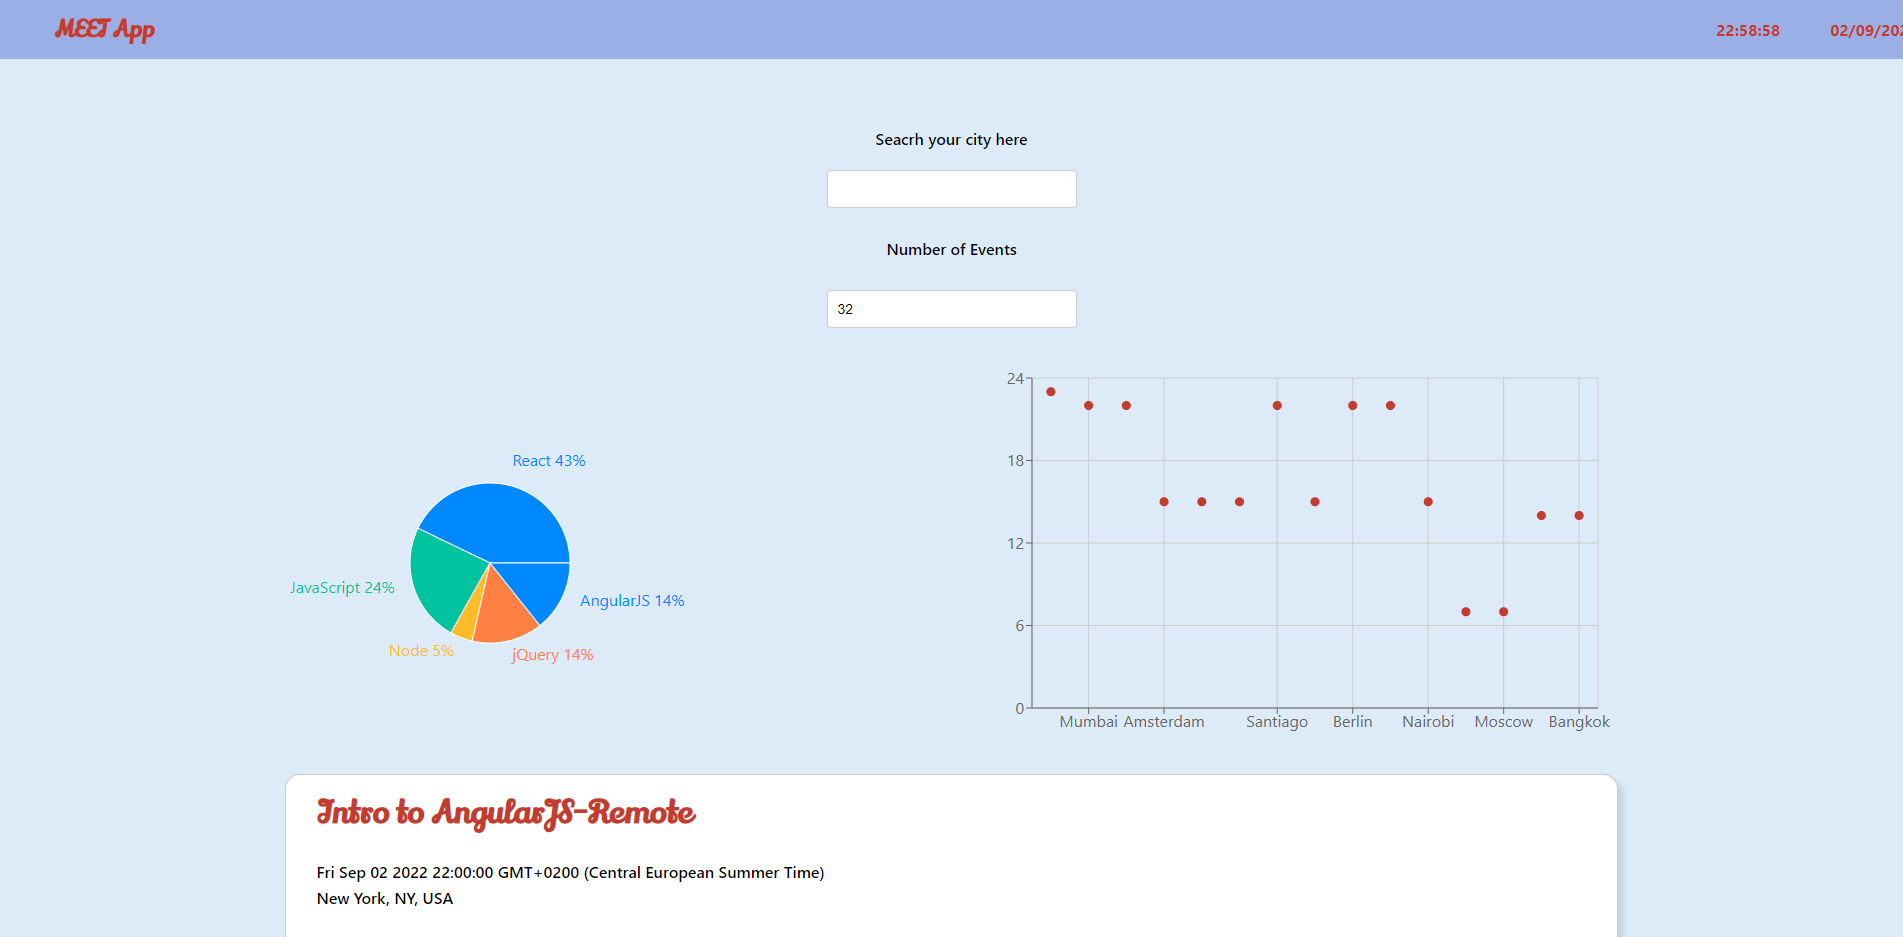 MEET App
22:58:58 02/09/202
Seacrh your city here
Number of Events
32
React 43%
JavaScript 24%
AngularJS 14%
Node 5%
jQuery 14%
24
18
12
6
0
Mumbai Amsterdam Santiago Berlin Nairobi Moscow Bangkok
Intro to AngularJS-Remote
Fri Sep 02 2022 22:00:00 GMT+0200 (Central European Summer Time)
New York, NY, USA